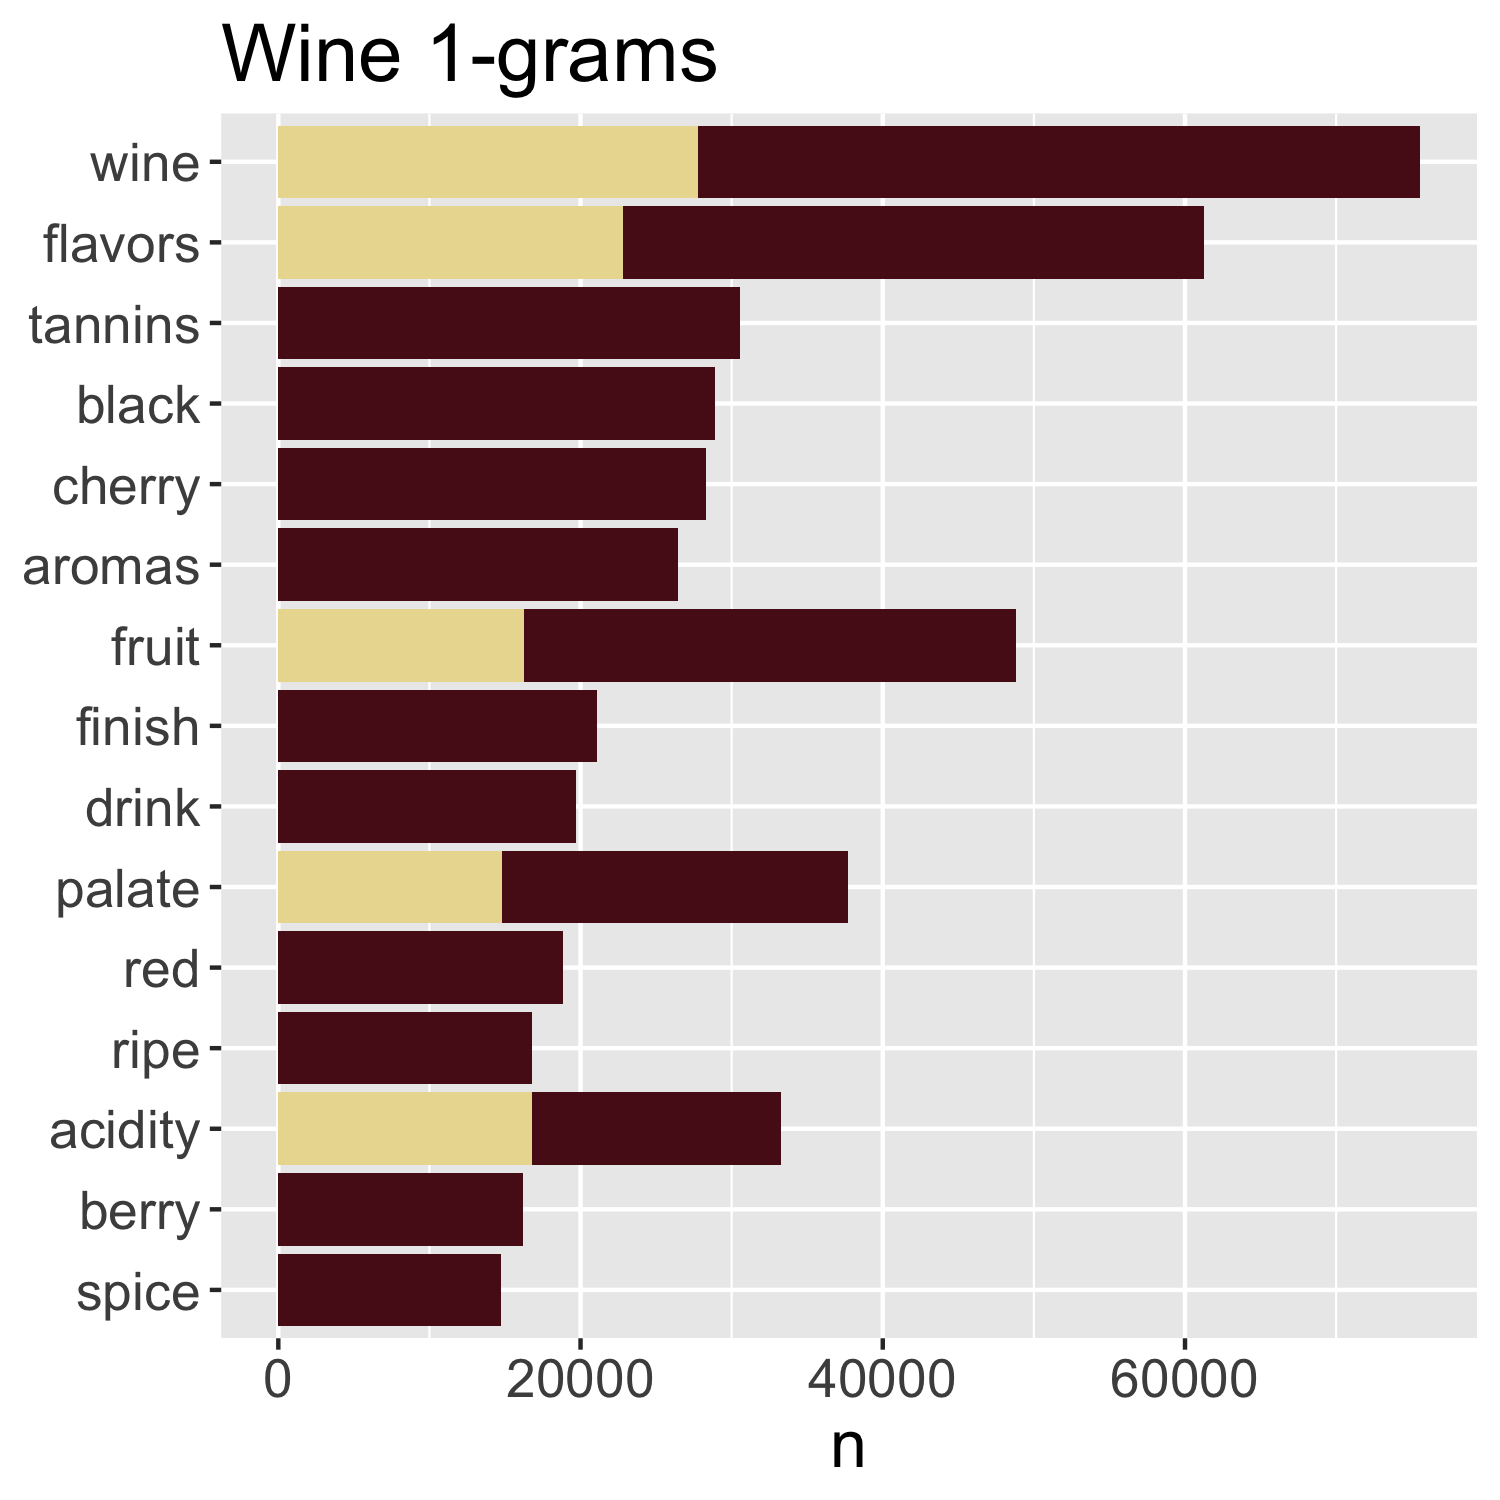 Wine 1-grams
wine
flavors
tannins
black
cherry
aromas
fruit
finish
drink
palate
red
ripe
acidity
berry
spice
0 20000 40000 60000
n